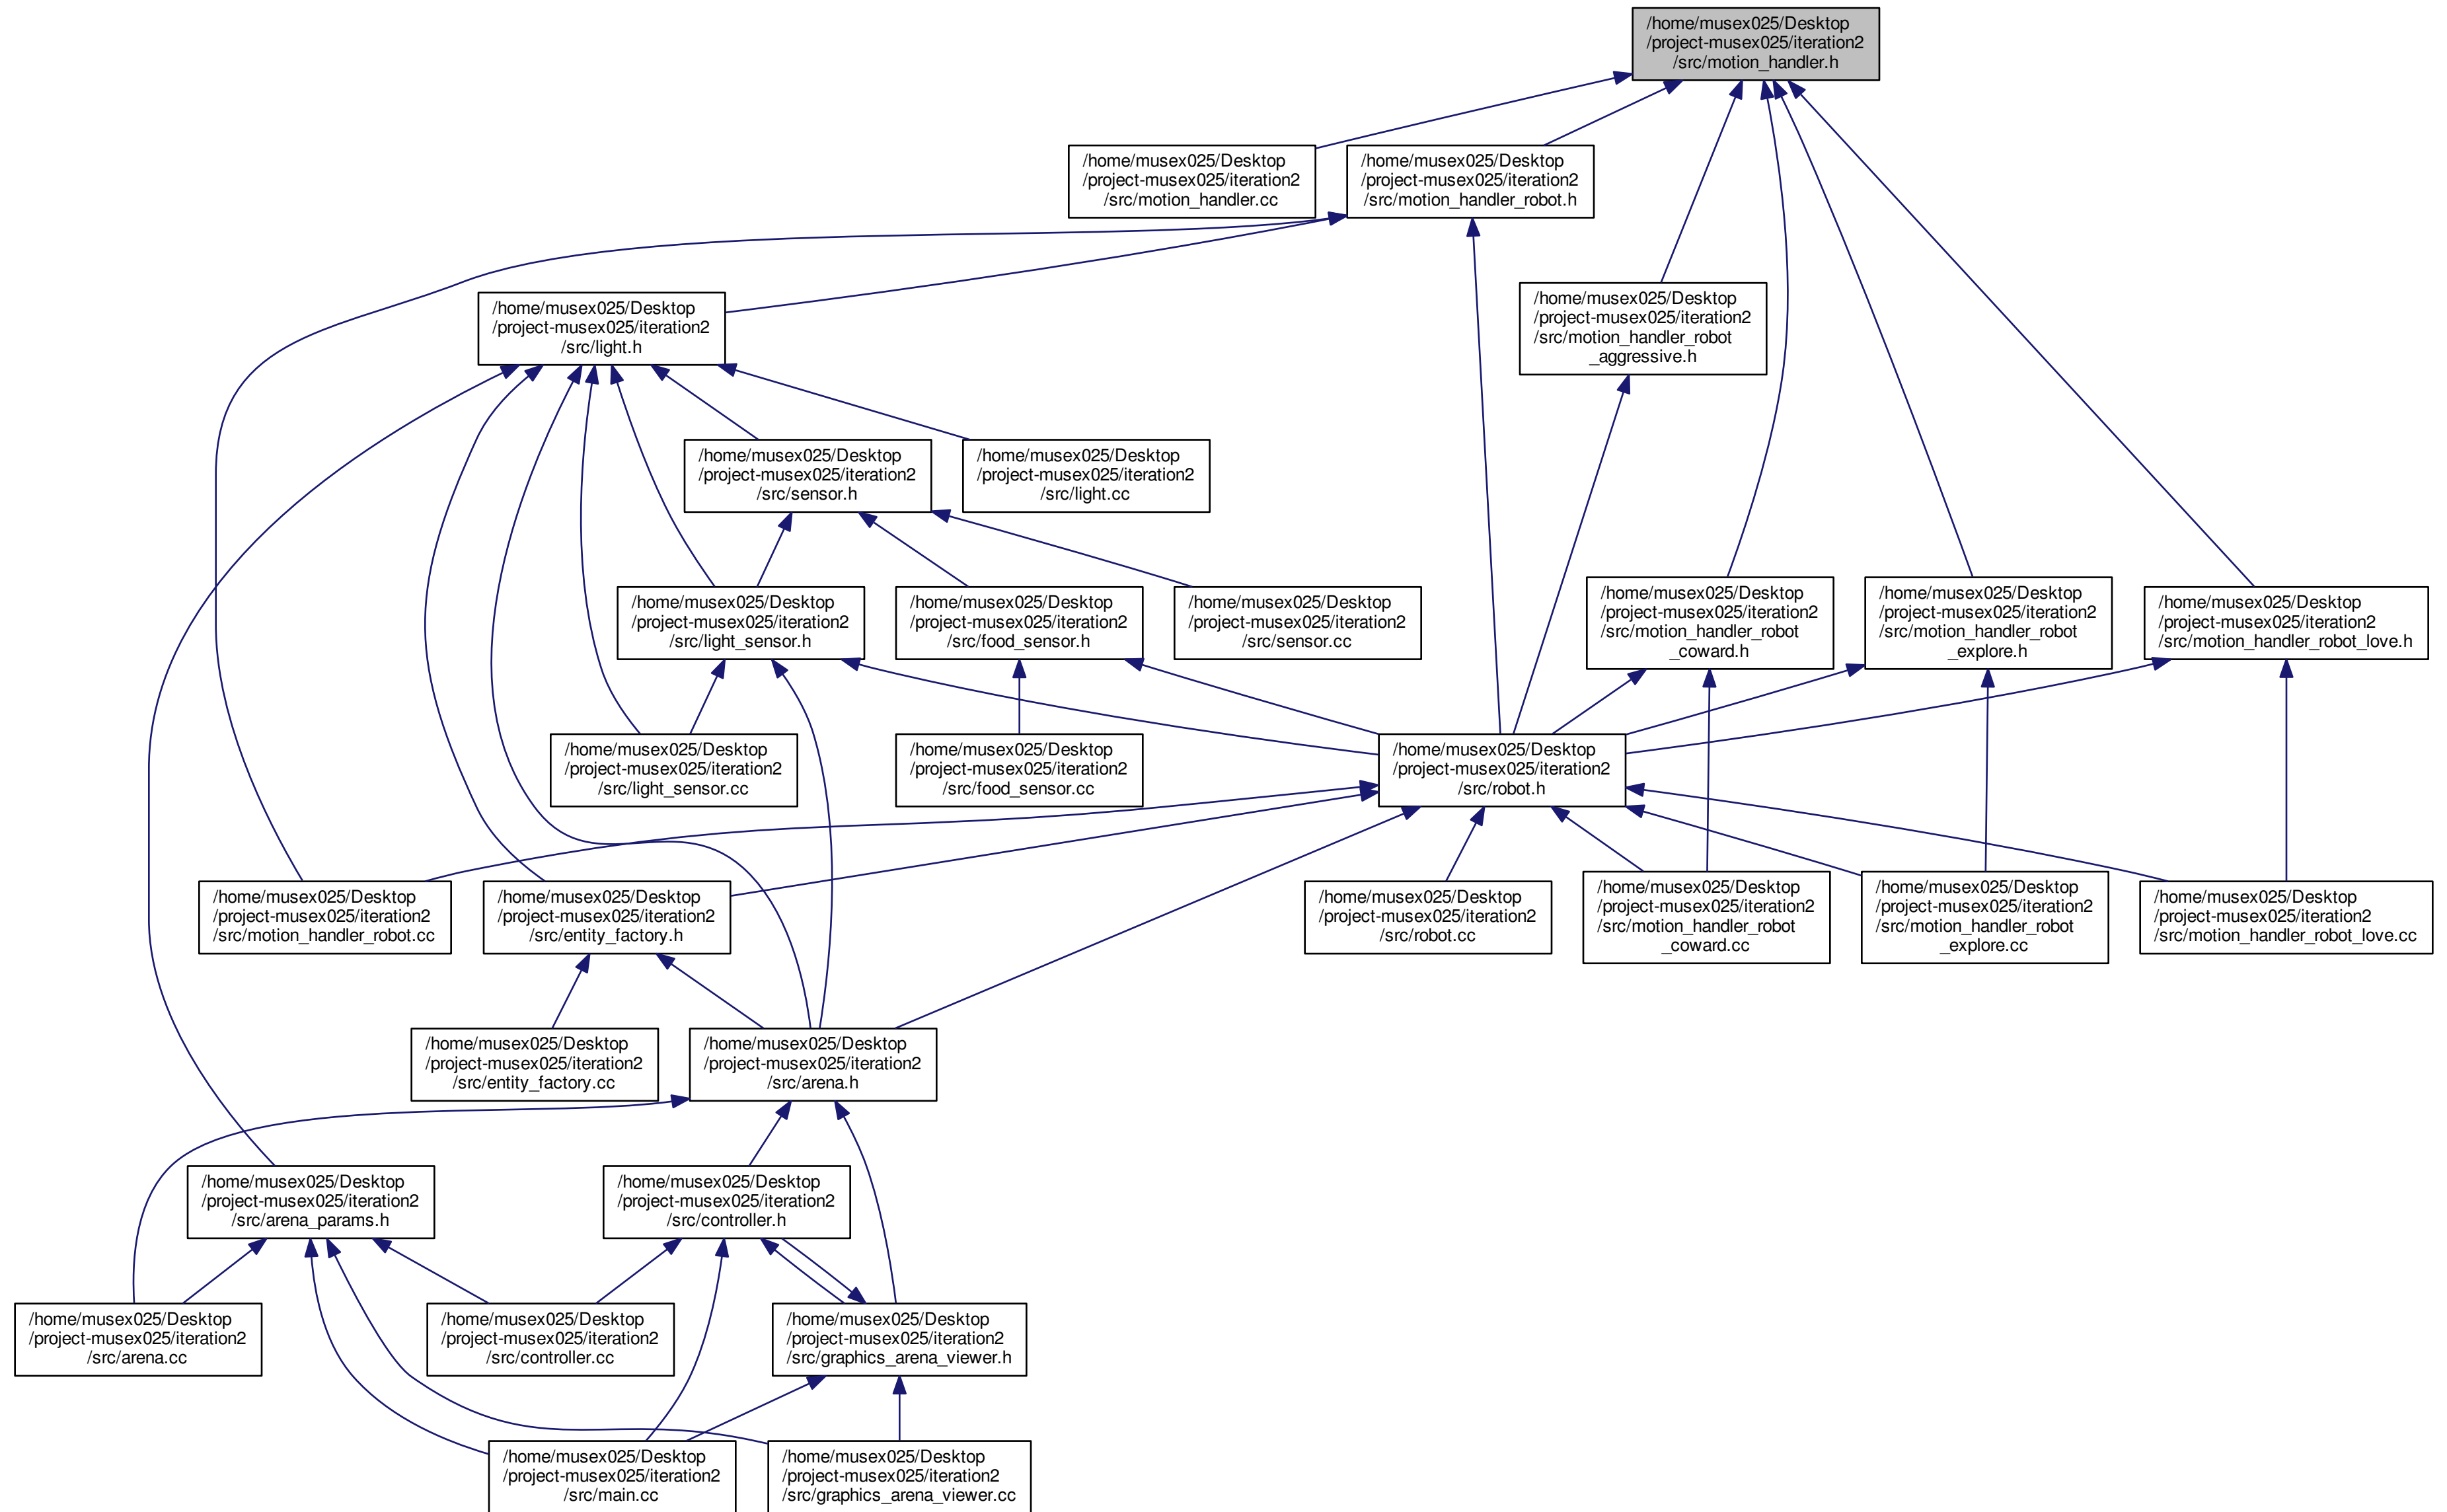 /home/musex025/Desktop
/project-musex025/iteration2
/src/motion_handler.h
/home/musex025/Desktop
/project-musex025/iteration2
/src/motion_handler.cc
/home/musex025/Desktop
/project-musex025/iteration2
/src/motion_handler_robot.h
/home/musex025/Desktop
/project-musex025/iteration2
/src/light.h
/home/musex025/Desktop
/project-musex025/iteration2
/src/motion_handler_robot
_aggressive.h
/home/musex025/Desktop
/project-musex025/iteration2
/src/sensor.h
/home/musex025/Desktop
/project-musex025/iteration2
/src/light.cc
/home/musex025/Desktop
/project-musex025/iteration2
/src/light_sensor.h
/home/musex025/Desktop
/project-musex025/iteration2
/src/food_sensor.h
/home/musex025/Desktop
/project-musex025/iteration2
/src/sensor.cc
/home/musex025/Desktop
/project-musex025/iteration2
/src/motion_handler_robot
_coward.h
/home/musex025/Desktop
/project-musex025/iteration2
/src/motion_handler_robot
_explore.h
/home/musex025/Desktop
/project-musex025/iteration2
/src/motion_handler_robot_love.h
/home/musex025/Desktop
/project-musex025/iteration2
/src/light_sensor.cc
/home/musex025/Desktop
/project-musex025/iteration2
/src/food_sensor.cc
/home/musex025/Desktop
/project-musex025/iteration2
/src/robot.h
/home/musex025/Desktop
/project-musex025/iteration2
/src/motion_handler_robot.cc
/home/musex025/Desktop
/project-musex025/iteration2
/src/entity_factory.h
/home/musex025/Desktop
/project-musex025/iteration2
/src/robot.cc
/home/musex025/Desktop
/project-musex025/iteration2
/src/motion_handler_robot
_coward.cc
/home/musex025/Desktop
/project-musex025/iteration2
/src/motion_handler_robot
_explore.cc
/home/musex025/Desktop
/project-musex025/iteration2
/src/motion_handler_robot_love.cc
/home/musex025/Desktop
/project-musex025/iteration2
/src/entity_factory.cc
/home/musex025/Desktop
/project-musex025/iteration2
/src/arena.h
/home/musex025/Desktop
/project-musex025/iteration2
/src/arena_params.h
/home/musex025/Desktop
/project-musex025/iteration2
/src/controller.h
/home/musex025/Desktop
/project-musex025/iteration2
/src/arena.cc
/home/musex025/Desktop
/project-musex025/iteration2
/src/controller.cc
/home/musex025/Desktop
/project-musex025/iteration2
/src/graphics_arena_viewer.h
/home/musex025/Desktop
/project-musex025/iteration2
/src/main.cc
/home/musex025/Desktop
/project-musex025/iteration2
/src/graphics_arena_viewer.cc